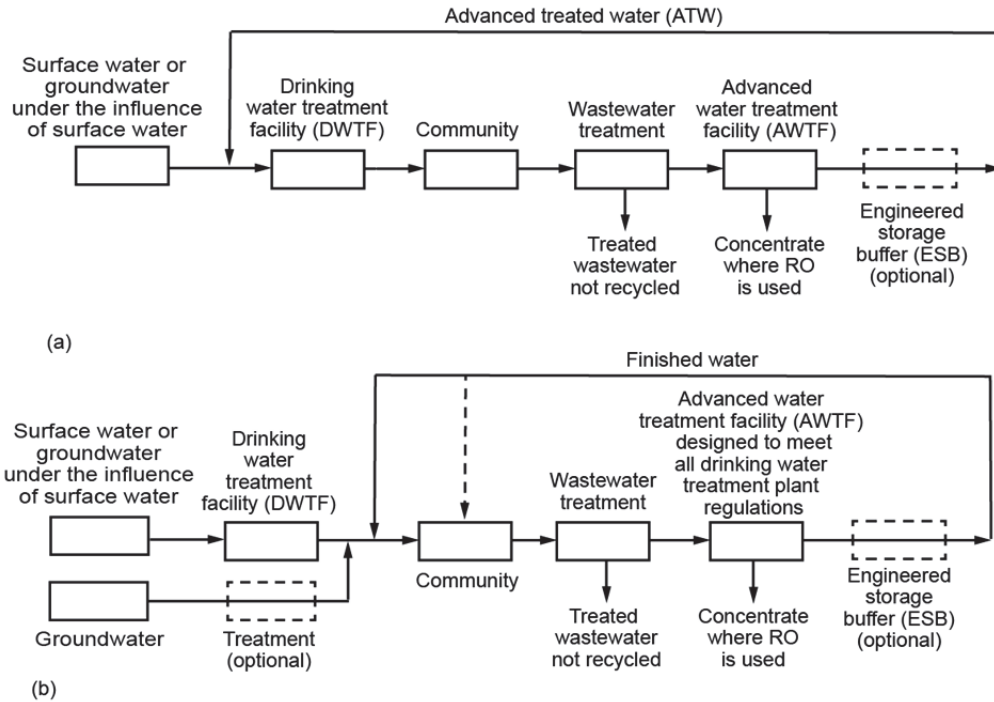 Advanced treated water (ATW)
Surface water or
groundwater
under the influence
of surface water
Drinking
water treatment
facility (DWTF)
Community
Wastewater
treatment
Advanced
water treatment
facility (AWTF)
Engineered
storage
buffer (ESB)
(optional)
Treated
wastewater
not recycled
Concentrate
where RO
is used
(a)
Finished water
Surface water or
groundwater
under the influence
of surface water
Drinking
water
treatment
facility (DWTF)
Wastewater
treatment
Advanced water
treatment facility (AWTF)
designed to meet
all drinking water
treatment plant
regulations
Community
Groundwater
Treatment
(optional)
Treated
wastewater
not recycled
Concentrate
where RO
is used
Engineered
storage
buffer (ESB)
(optional)
(b)